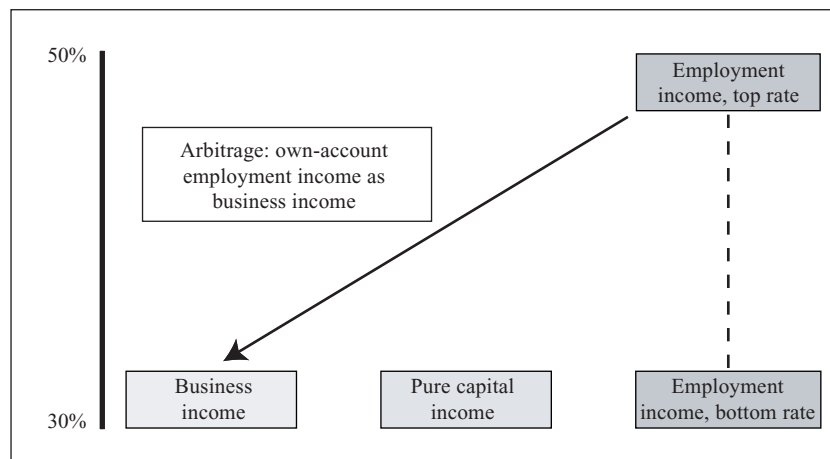 50%
Employment
income, top rate
Arbitrage: own-account
employment income as
business income
Business
income
Pure capital
income
Employment
income, bottom rate
30%